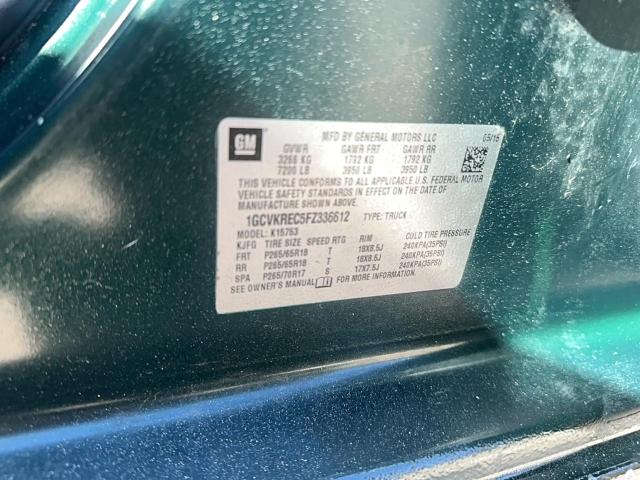 GM
MFD BY GENERAL MOTORS LLC
05/15
GVWR GAWR FRT GAWR RR
3266 KG 1792 KG 1792 KG
7200 LB 3950 LB 3950 LB
THIS VEHICLE CONFORMS TO ALL APPLICABLE U.S. FEDERAL MOTOR
VEHICLE SAFETY STANDARDS IN EFFECT ON THE DATE OF
MANUFACTURE SHOWN ABOVE.
1GCVKREC5FZ336612 TYPE: TRUCK
MODEL: K15753
KJFG TIRE SIZE SPEED RTG RIM COLD TIRE PRESSURE
FRT P265/65R18 T 18X8.5J 240KPA(35PSI)
RR P265/65R18 T 18X8.5J 240KPA(35PSI)
SPA P265/70R17 S 17X7.5J 240KPA(35PSI)
SEE OWNER'S MANUAL FOR MORE INFORMATION.